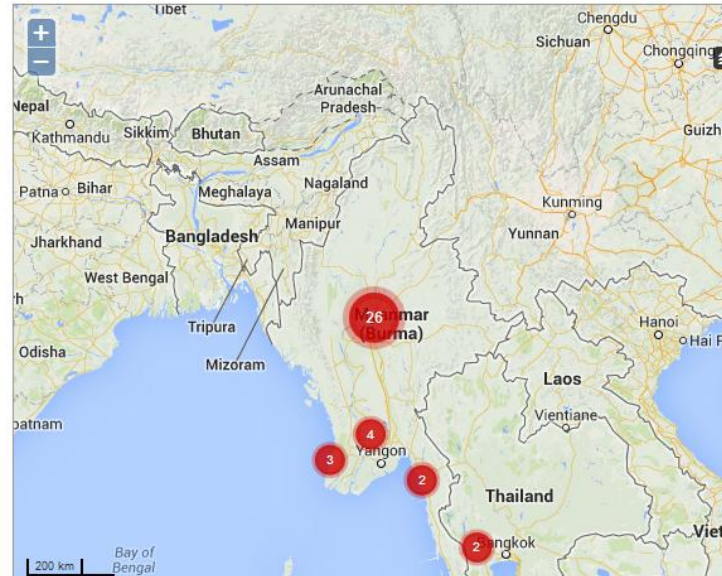 Tibet
Chengdu
Sichuan
Chongqing
+
−
Arunachal
Pradesh
Nepal
Kathmandu
Sikkim
Bhutan
Guizh
Assam
Nagaland
Patna
Bihar
Meghalaya
Kunming
Manipur
Yunnan
Bangladesh
Jharkhand
West Bengal
rh
26
Myanmar
(Burma)
Tripura
Hanoi
Hai F
Odisha
Mizoram
Laos
patnam
Vientiane
4
3
Yangon
2
Thailand
Viet
2
Bangkok
Bay of
Bengal
200 km